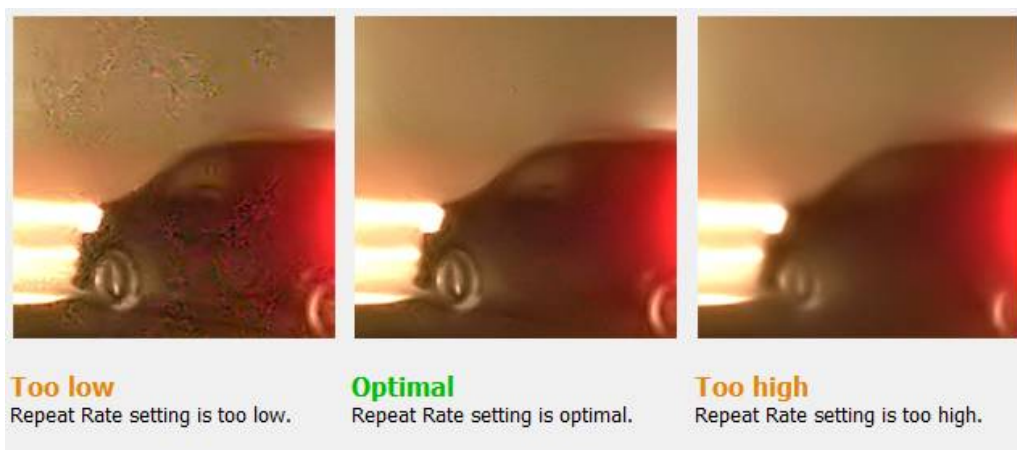 Too low
Repeat Rate setting is too low.
Optimal
Repeat Rate setting is optimal.
Too high
Repeat Rate setting is too high.